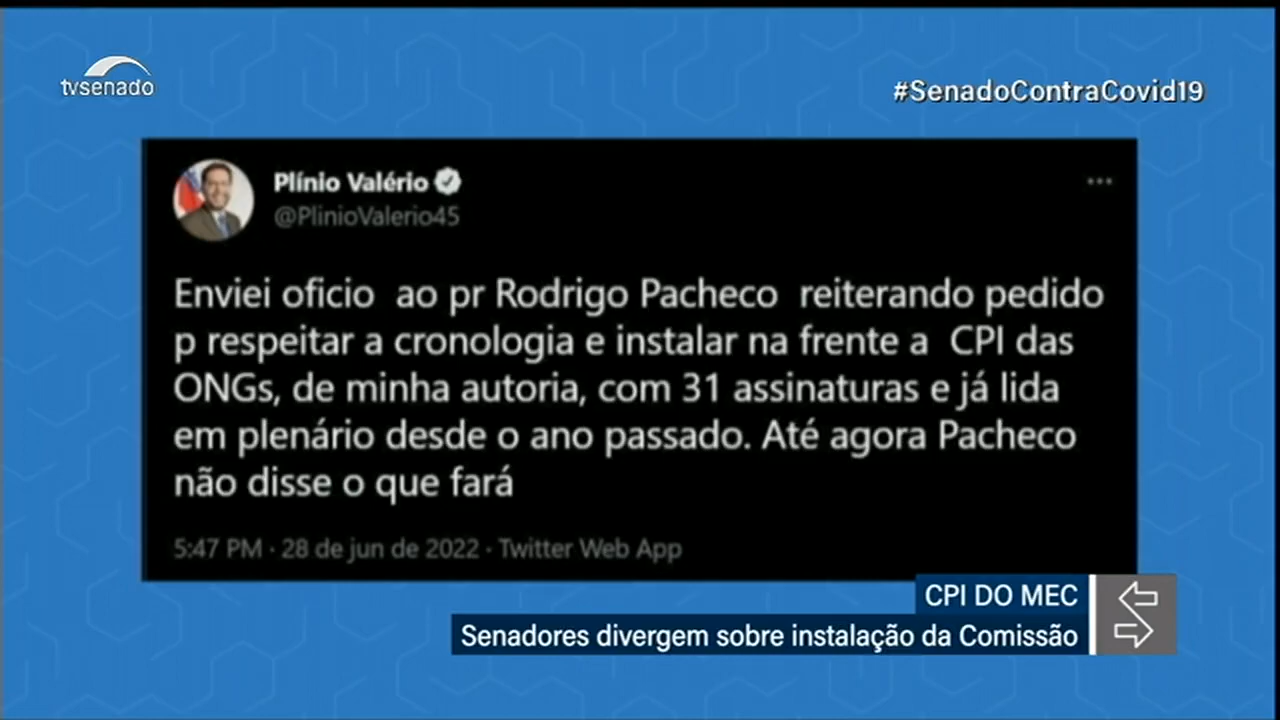 tvsenado
#SenadoContraCovid19
Plínio Valério
@PlinioValerio45
Enviei oficio ao pr Rodrigo Pacheco reiterando pedido
p respeitar a cronologia e instalar na frente a CPI das
ONGs, de minha autoria, com 31 assinaturas e já lida
em plenário desde o ano passado. Até agora Pacheco
não disse o que fará
5:47 PM · 28 de jun de 2022 · Twitter Web App
CPI DO MEC
Senadores divergem sobre instalação da Comissão